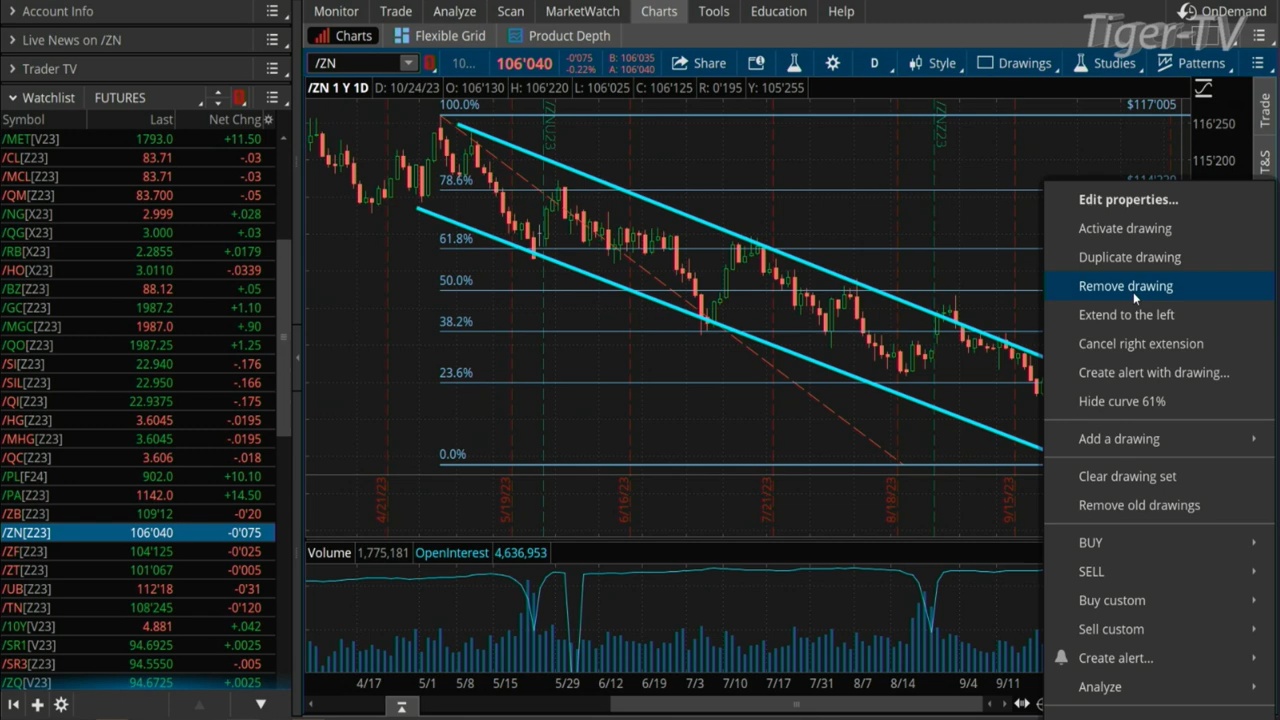 Account Info
Live News on /ZN
Trader TV
Watchlist FUTURES
Symbol Last Net Chng
/MET[V23] 1793.0 +11.50
/CL[Z23] 83.71 -.03
/MCL[Z23] 83.71 -.03
/QM[Z23] 83.700 -.05
/NG[X23] 2.999 +.028
/QG[X23] 3.000 +.03
/RB[X23] 2.2855 +.0179
/HO[X23] 3.0110 -.0339
/BZ[Z23] 88.12 +.05
/GC[Z23] 1987.2 +1.10
/MGC[Z23] 1987.0 +.90
/QO[Z23] 1987.25 +1.25
/SI[Z23] 22.940 -.176
/SIL[Z23] 22.950 -.166
/QI[Z23] 22.9375 -.175
/HG[Z23] 3.6045 -.0195
/MHG[Z23] 3.6045 -.0195
/QC[Z23] 3.606 -.018
/PL[F24] 902.0 +10.10
/PA[Z23] 1142.0 +14.50
/ZB[Z23] 109'12 -0'20
/ZN[Z23] 106'040 -0'075
/ZF[Z23] 104'125 -0'025
/ZT[Z23] 101'067 -0'005
/UB[Z23] 112'18 -0'31
/TN[Z23] 108'245 -0'120
/10Y[V23] 4.881 +.042
/SR1[V23] 94.6925 +.0025
/SR3[Z23] 94.5550 -.005
/ZQ[V23] 94.6725 +.0025
Monitor Trade Analyze Scan MarketWatch Charts Tools Education Help
OnDemand
Tiger-TV
Charts Flexible Grid Product Depth
/ZN 10... 106'040 -0'075 -0.22% B: 106'035 A: 106'040 Share D Style Drawings Studies Patterns
/ZN 1 Y 1D D: 10/24/23 O: 106'130 H: 106'220 L: 106'025 C: 106'125 R: 0'195 Y: 105'255
100.0% $117'005
/ZNU23
/ZNZ23
116'250
115'200
Trade
T&S
78.6%
61.8%
50.0%
38.2%
23.6%
0.0%
4/21/23 5/19/23 6/16/23 7/21/23 8/18/23 9/15/23
Volume 1,775,181 OpenInterest 4,636,953
4/17 5/1 5/8 5/15 5/29 6/12 6/19 7/3 7/10 7/17 7/31 8/7 8/14 9/4 9/11
Edit properties...
Activate drawing
Duplicate drawing
Remove drawing
Extend to the left
Cancel right extension
Create alert with drawing...
Hide curve 61%
Add a drawing
Clear drawing set
Remove old drawings
BUY
SELL
Buy custom
Sell custom
Create alert...
Analyze